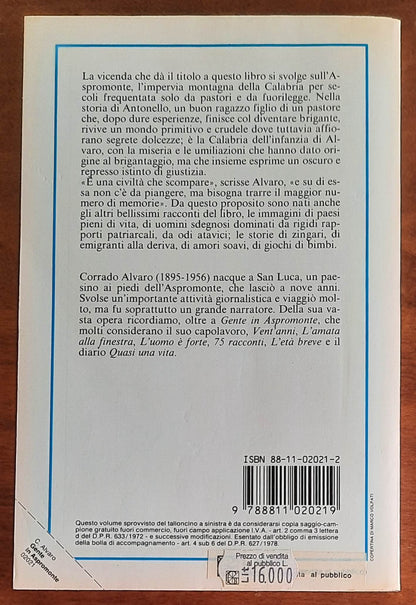 La vicenda che dà il titolo a questo libro si svolge sull'A-
spromonte, l'impervia montagna della Calabria per se-
coli frequentata solo da pastori e da fuorilegge. Nella
storia di Antonello, un buon ragazzo figlio di un pastore
che, dopo dure esperienze, finisce col diventare brigante,
rivive un mondo primitivo e crudele dove tuttavia affio-
rano segrete dolcezze; è la Calabria dell'infanzia di Al-
varo, con la miseria e le umiliazioni che hanno dato ori-
gine al brigantaggio, ma che insieme esprime un oscuro e
represso istinto di giustizia.
«È una civiltà che scompare», scrisse Alvaro, «e su di es-
sa non c'è da piangere, ma bisogna trarre il maggior nu-
mero di memorie». Da questo proposito sono nati anche
gli altri bellissimi racconti del libro, le immagini di paesi
pieni di vita, di uomini sdegnosi dominati da rigidi rap-
porti patriarcali, da odi atavici; le storie di zingari, di
emigranti alla deriva, di amori soavi, di giochi di bimbi.
Corrado Alvaro (1895-1956) nacque a San Luca, un pae-
sino ai piedi dell'Aspromonte, che lasciò a nove anni.
Svolse un'importante attività giornalistica e viaggiò mol-
to, ma fu soprattutto un grande narratore. Della sua va-
sta opera ricordiamo, oltre a Gente in Aspromonte, che
molti considerano il suo capolavoro, Vent'anni, L'amata
alla finestra, L'uomo è forte, 75 racconti, L'età breve e il
diario Quasi una vita.
ISBN 88-11-02021-2
9 788811 020219
COPERTINA DI MARCO VOLPATI
C. Alvaro
Gente
in Aspromonte
02021
Questo volume sprovvisto del talloncino a sinistra è da considerarsi copia saggio-cam-
pione gratuito fuori commercio, fuori campo applicazione I.V.A. - art. 2 comma 3 lettera
d del D.P.R. 633/1972 - e successive modificazioni. Esentato dall'obbligo di emissione
della bolla di accompagnamento - art. 4 sub 6 del D.P.R. 627/1978.
Prezzo di vendita
al pubblico L.
Lit 16.000
al pubblico